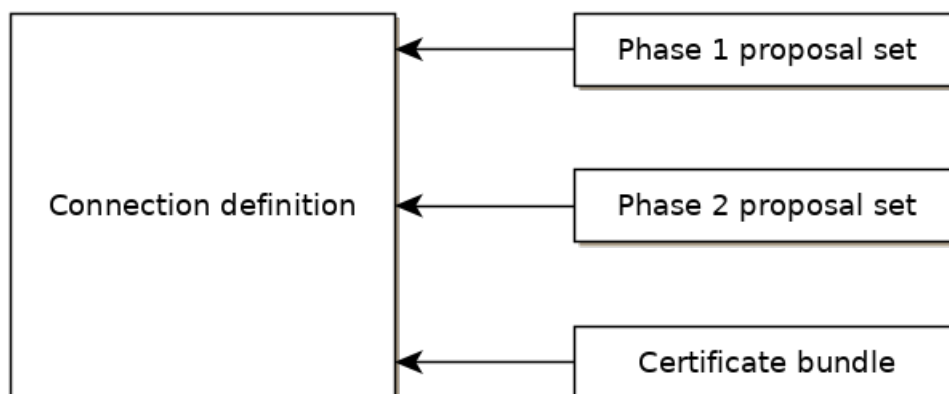 Phase 1 proposal set
Connection definition
Phase 2 proposal set
Certificate bundle